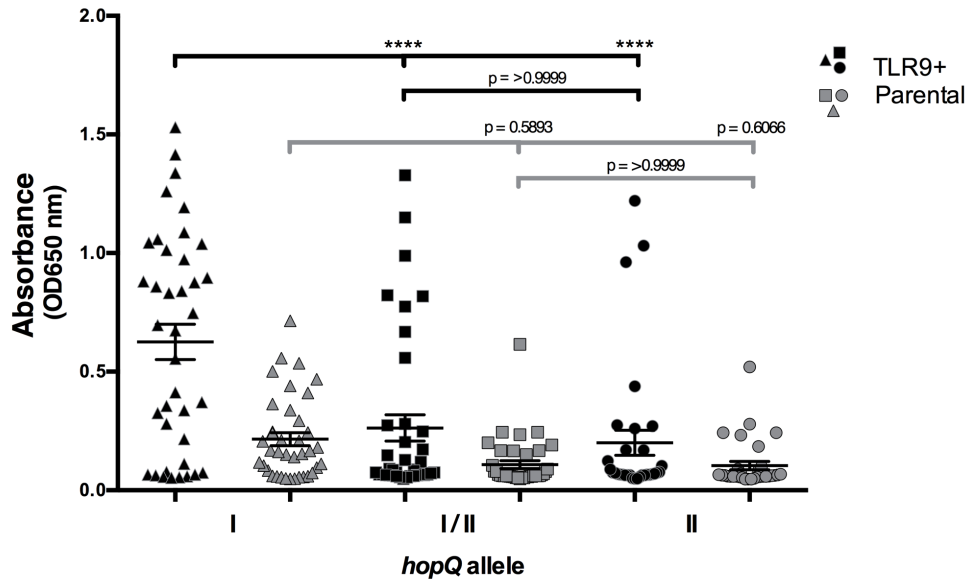 2.0
**** ****
p = >0.9999
TLR9+
Parental
1.5
p = 0.5893 p = 0.6066
p = >0.9999
Absorbance
(OD650 nm)
1.0
0.5
0.0
I I / II II
hopQ allele